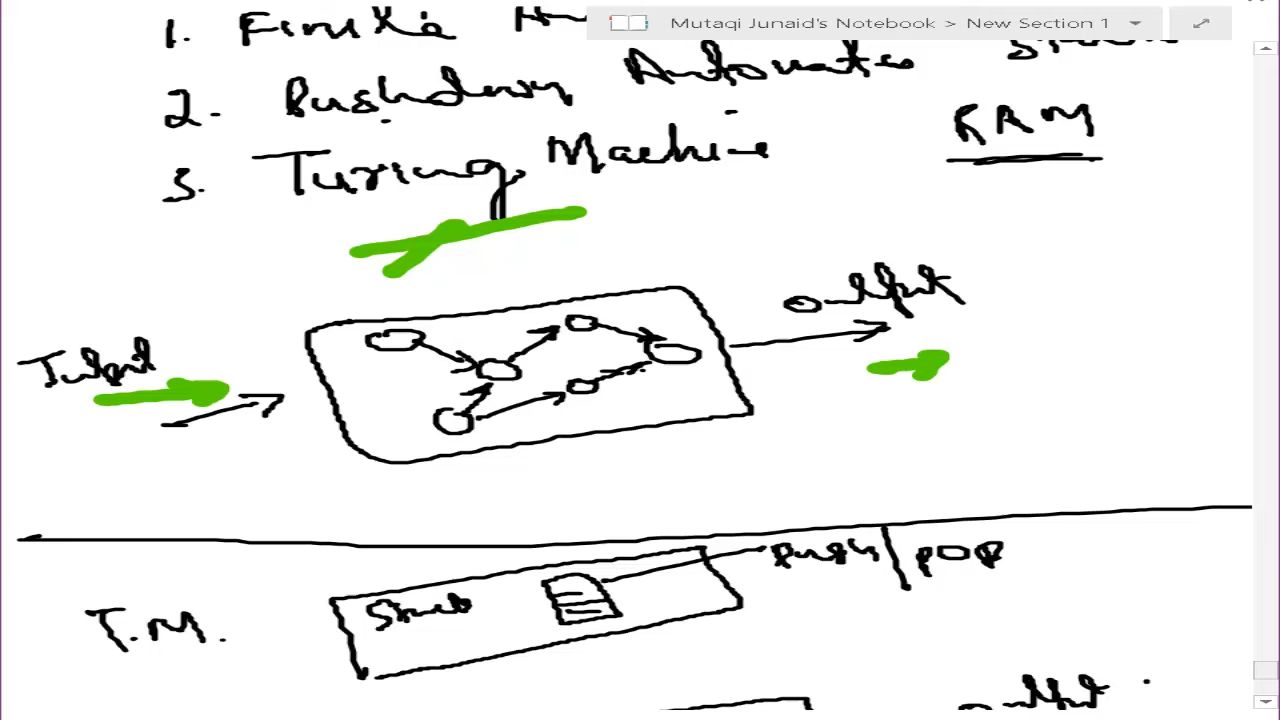 Mutaqi Junaid's Notebook > New Section 1
1. Finite
2. Pushdown Automata
3. Turing Machine
RAM
Input
output
push/pop
T.M.
output